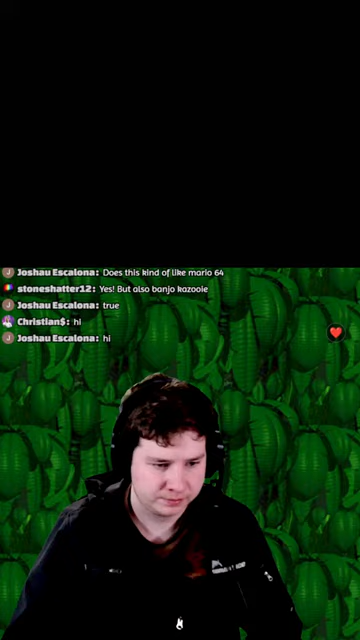 Joshau Escalona: Does this kind of like mario 64
stoneshatter12: Yes! But also banjo kazooie
Joshau Escalona: true
Christian$: hi
Joshau Escalona: hi